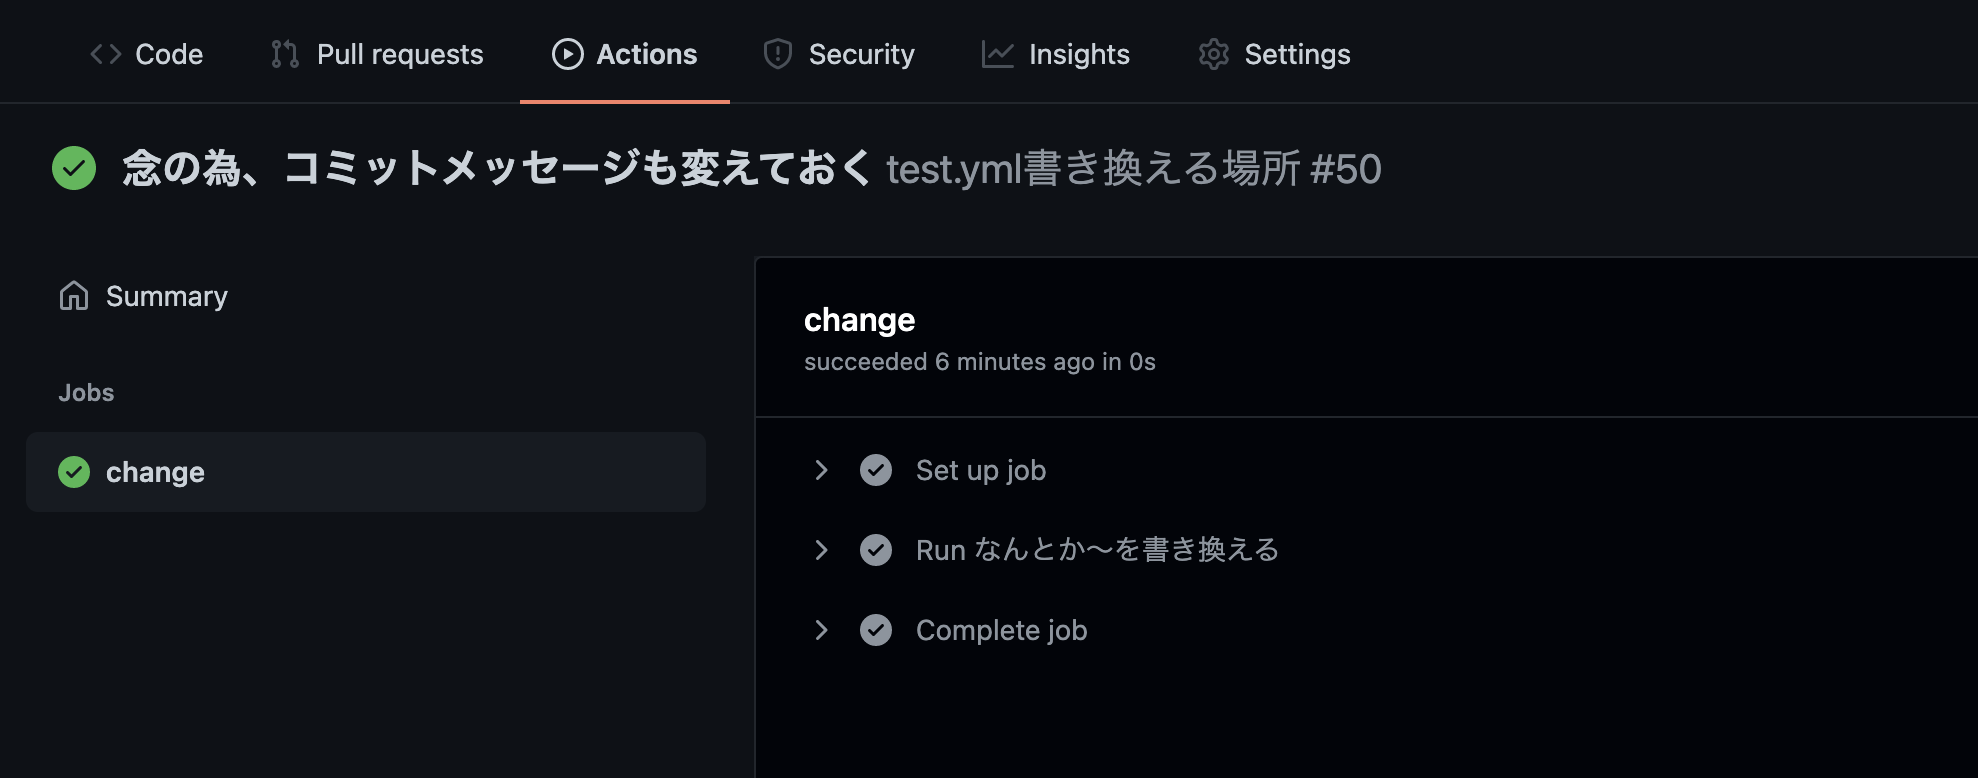 Code Pull requests Actions Security Insights Settings
念の為、コミットメッセージも変えておく test.yml書き換える場所 #50
Summary
Jobs
change
change
succeeded 6 minutes ago in 0s
Set up job
Run なんとか〜を書き換える
Complete job